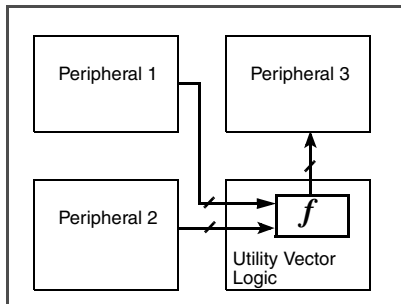 Peripheral 1
Peripheral 3
Peripheral 2
f
Utility Vector
Logic